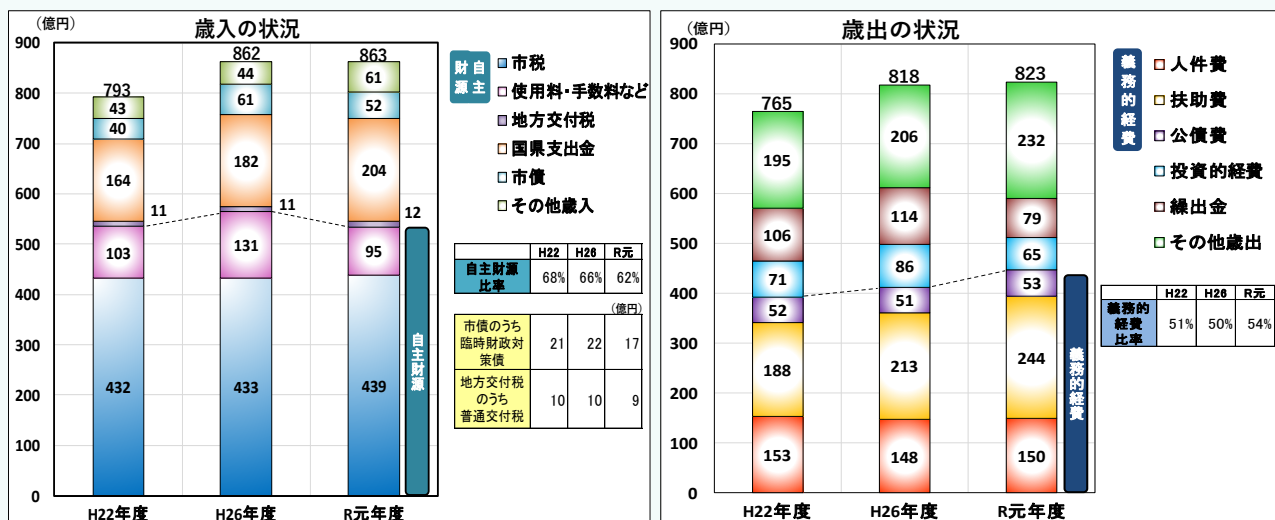 歳入の状況
(億円)
900
800
700
600
500
400
300
200
100
0
793
43
40
164
11
103
432
862
44
61
182
11
131
433
863
61
52
204
12
95
439
H22年度
H26年度
R元年度
自主財源
自主
財源
市税
使用料・手数料など
地方交付税
国県支出金
市債
その他歳入
H22 H26 R元
自主財源
比率
68% 66% 62%
(億円)
市債のうち
臨時財政対
策債
21 22 17
地方交付税
のうち
普通交付税
10 10 9
歳出の状況
(億円)
900
800
700
600
500
400
300
200
100
0
765
195
106
71
52
188
153
818
206
114
86
51
213
148
823
232
79
65
53
244
150
H22年度
H26年度
R元年度
義務的経費
義務的経費
人件費
扶助費
公債費
投資的経費
繰出金
その他歳出
H22 H26 R元
義務的
経費
比率
51% 50% 54%